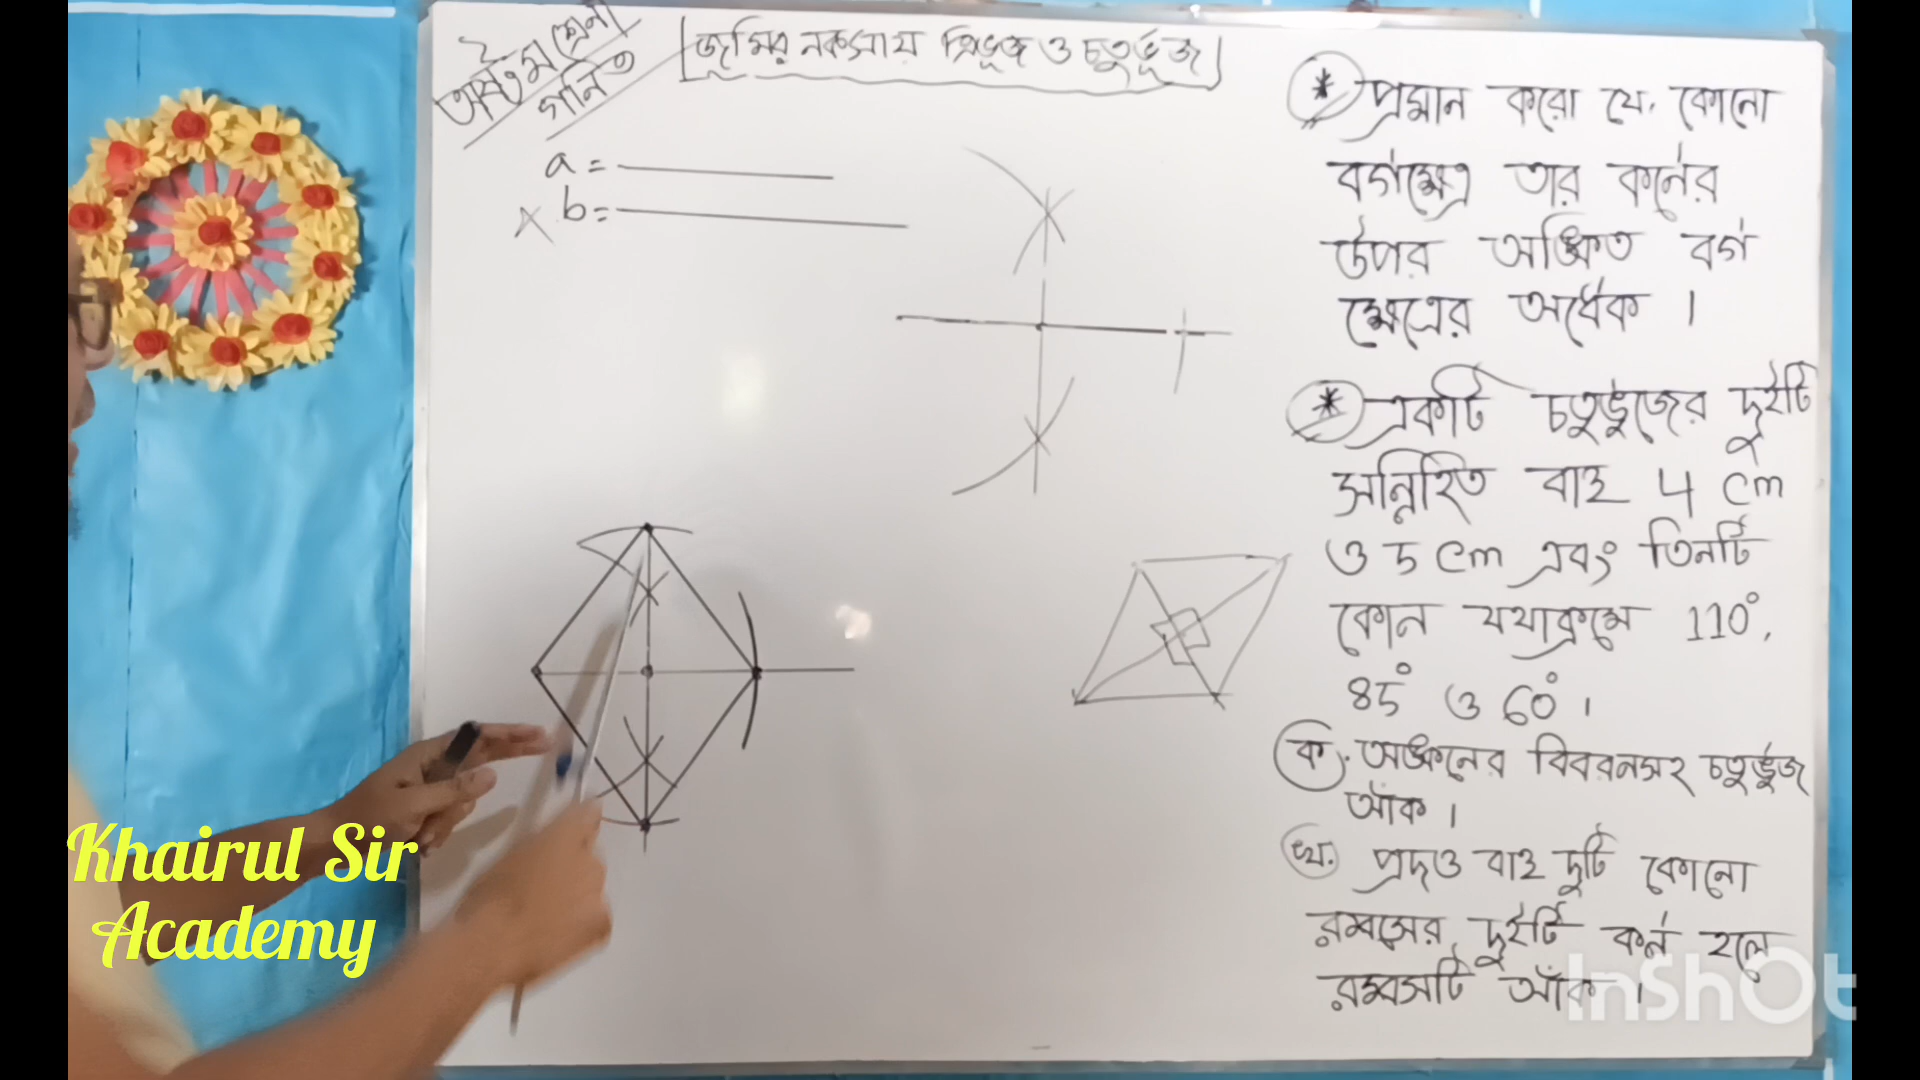 অষ্টম শ্রেনী
গনিত
জমির নকসায় ত্রিভূজ ও চতুর্ভূজ
a =
b =
* প্রমান করো যে, কোনো
বর্গক্ষেত্র তার কর্নের
উপর অঙ্কিত বর্গ
ক্ষেত্রের অর্ধেক ।
* একটি চতুর্ভুজের দুইটি
সন্নিহিত বাহু 4 cm
ও 5 cm এবং তিনটি
কোন যথাক্রমে 110°,
85° ও 60° ।
ক. অঙ্কনের বিবরনসহ চতুর্ভুজ
আঁক ।
খ. প্রদত্ত বাহু দুটি কোনো
রম্বসের দুইটি কর্ন হলে
রম্বসটি আঁক ।
Khairul Sir
Academy
InShOt